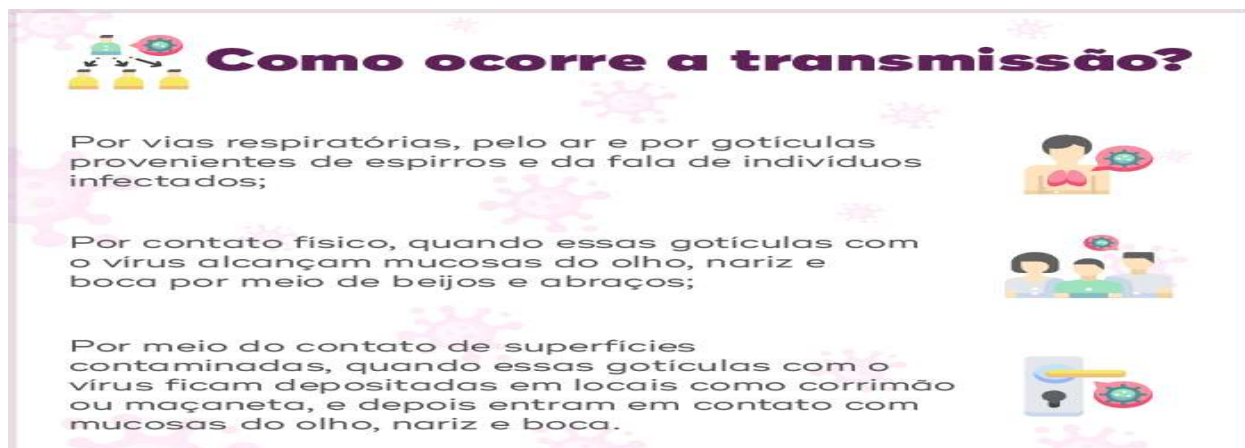 Como ocorre a transmissão?
Por vias respiratórias, pelo ar e por gotículas
provenientes de espirros e da fala de indivíduos
infectados;
Por contato físico, quando essas gotículas com
o vírus alcançam mucosas do olho, nariz e
boca por meio de beijos e abraços;
Por meio do contato de superfícies
contaminadas, quando essas gotículas com o
vírus ficam depositadas em locais como corrimão
ou maçaneta, e depois entram em contato com
mucosas do olho, nariz e boca.